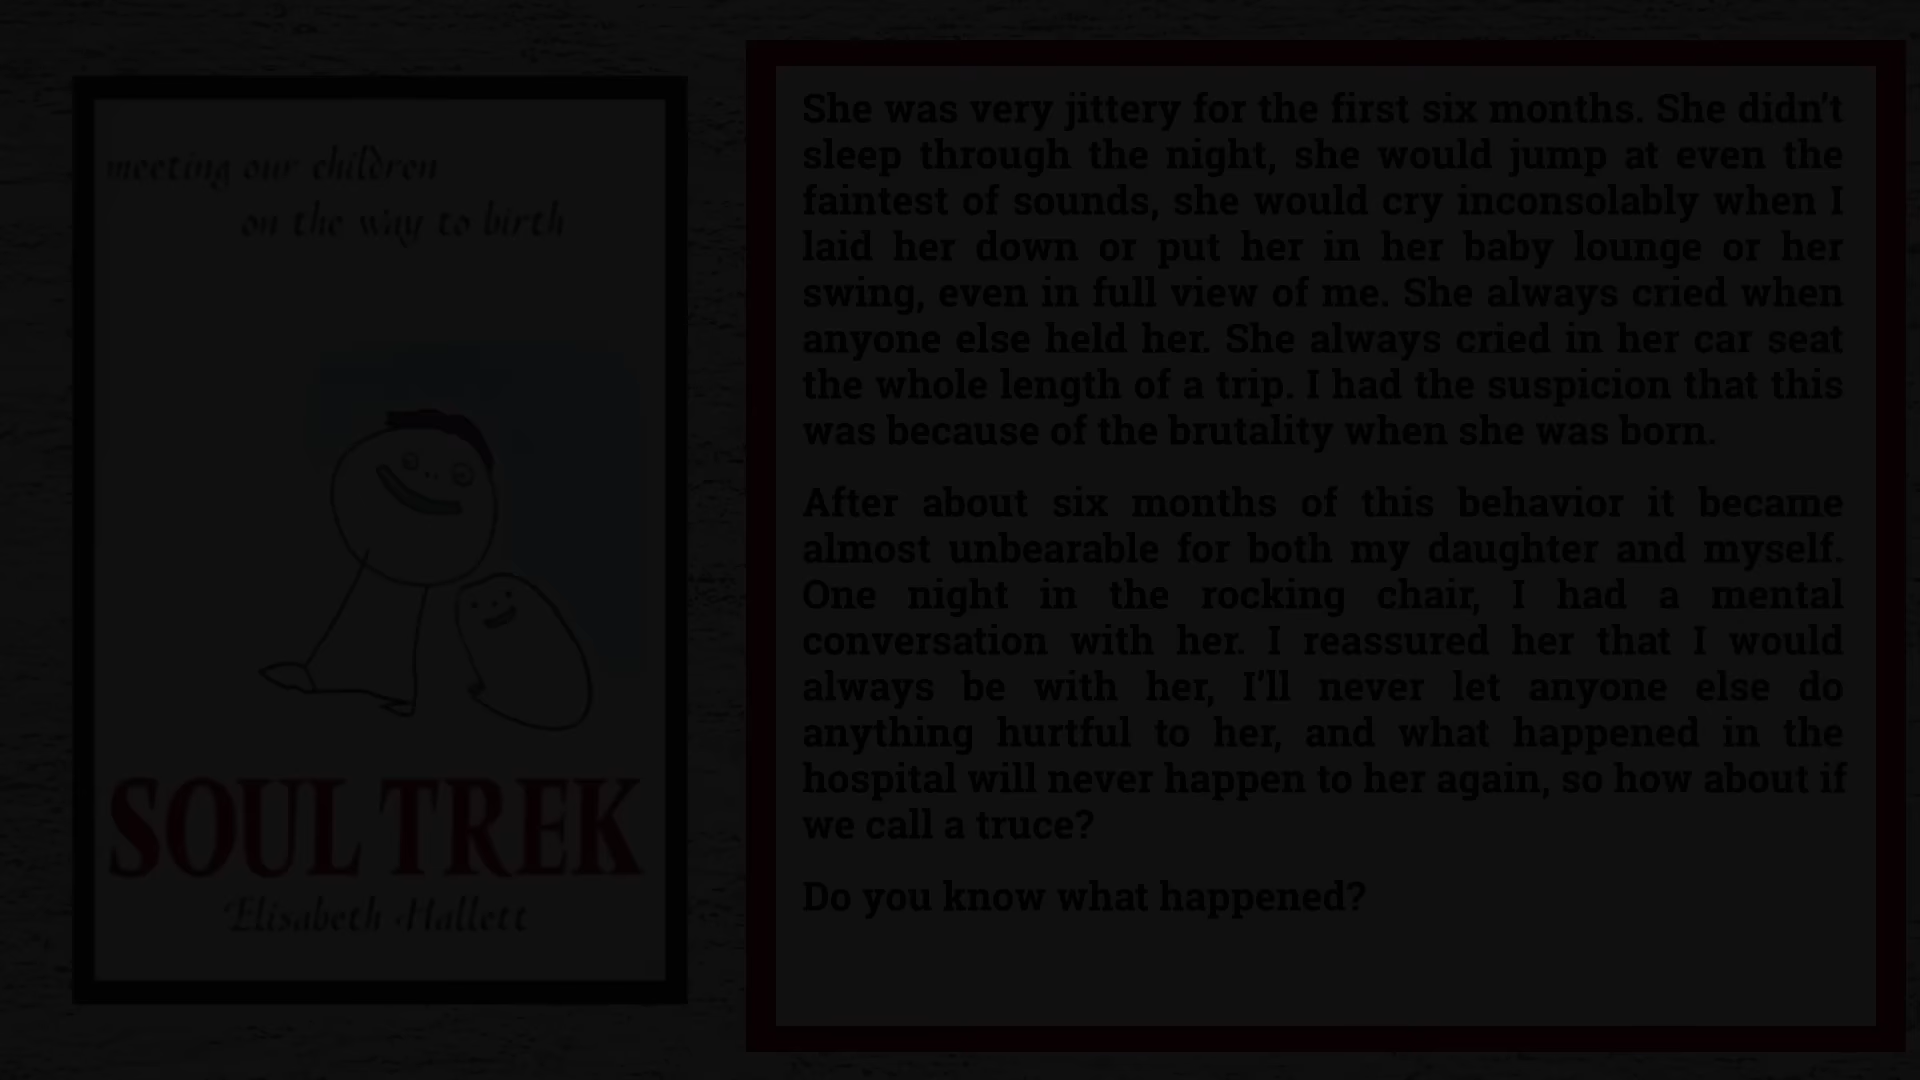 meeting our children
on the way to birth
SOUL TREK
Elisabeth Hallett
She was very jittery for the first six months. She didn't
sleep through the night, she would jump at even the
faintest of sounds, she would cry inconsolably when I
laid her down or put her in her baby lounge or her
swing, even in full view of me. She always cried when
anyone else held her. She always cried in her car seat
the whole length of a trip. I had the suspicion that this
was because of the brutality when she was born.
After about six months of this behavior it became
almost unbearable for both my daughter and myself.
One night in the rocking chair, I had a mental
conversation with her. I reassured her that I would
always be with her, I'll never let anyone else do
anything hurtful to her, and what happened in the
hospital will never happen to her again, so how about if
we call a truce?
Do you know what happened?